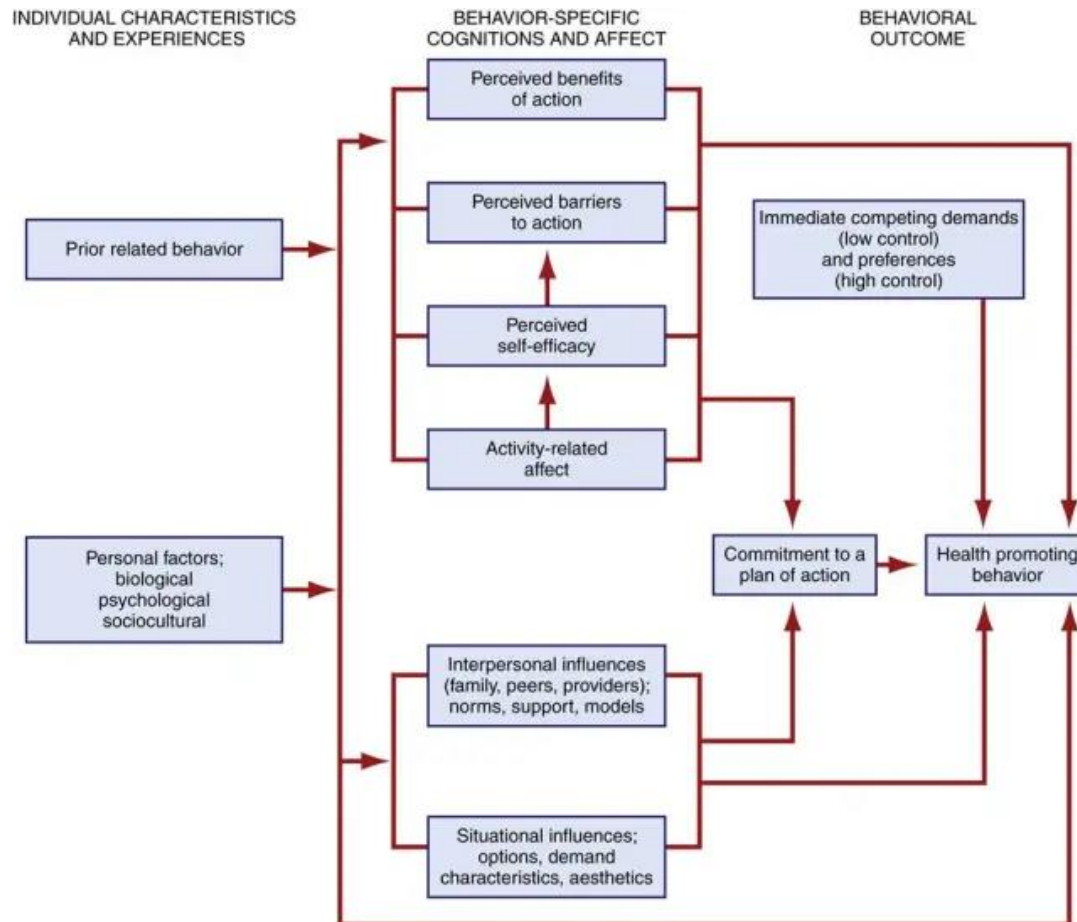 INDIVIDUAL CHARACTERISTICS
AND EXPERIENCES
BEHAVIOR-SPECIFIC
COGNITIONS AND AFFECT
BEHAVIORAL
OUTCOME
Perceived benefits
of action
Perceived barriers
to action
Prior related behavior
Immediate competing demands
(low control)
and preferences
(high control)
Perceived
self-efficacy
Activity-related
affect
Personal factors;
biological
psychological
sociocultural
Commitment to a
plan of action
Health promoting
behavior
Interpersonal influences
(family, peers, providers);
norms, support, models
Situational influences;
options, demand
characteristics, aesthetics